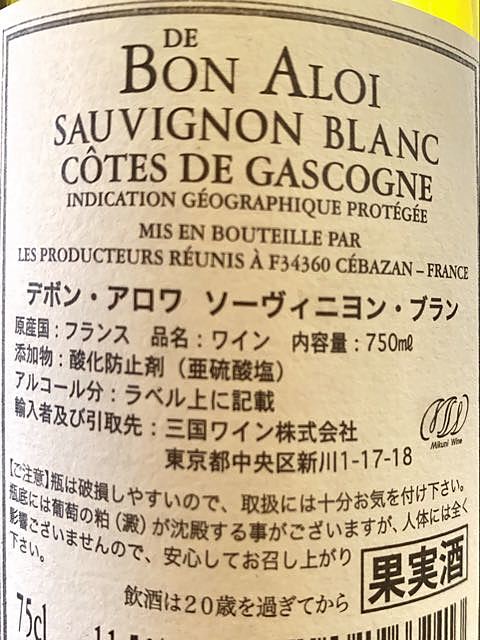 DE
BON ALOI
SAUVIGNON BLANC
CÔTES DE GASCOGNE
INDICATION GÉOGRAPHIQUE PROTÉGÉE
MIS EN BOUTEILLE PAR
LES PRODUCTEURS RÉUNIS À F34360 CÉBAZAN – FRANCE
デボン・アロワ ソーヴィニヨン・ブラン
原産国：フランス 品名：ワイン 内容量：750㎖
添加物：酸化防止剤（亜硫酸塩）
アルコール分：ラベル上に記載
輸入者及び引取先：三国ワイン株式会社
東京都中央区新川1-17-18
Mikuni Wine
【ご注意】瓶は破損しやすいので、取扱には十分お気を付け下さい。
瓶底には葡萄の粕（澱）が沈殿する事がございますが、人体には全く
影響ございませんので、安心してお召し上がり
下さい。
果実酒
飲酒は20歳を過ぎてから
75cl